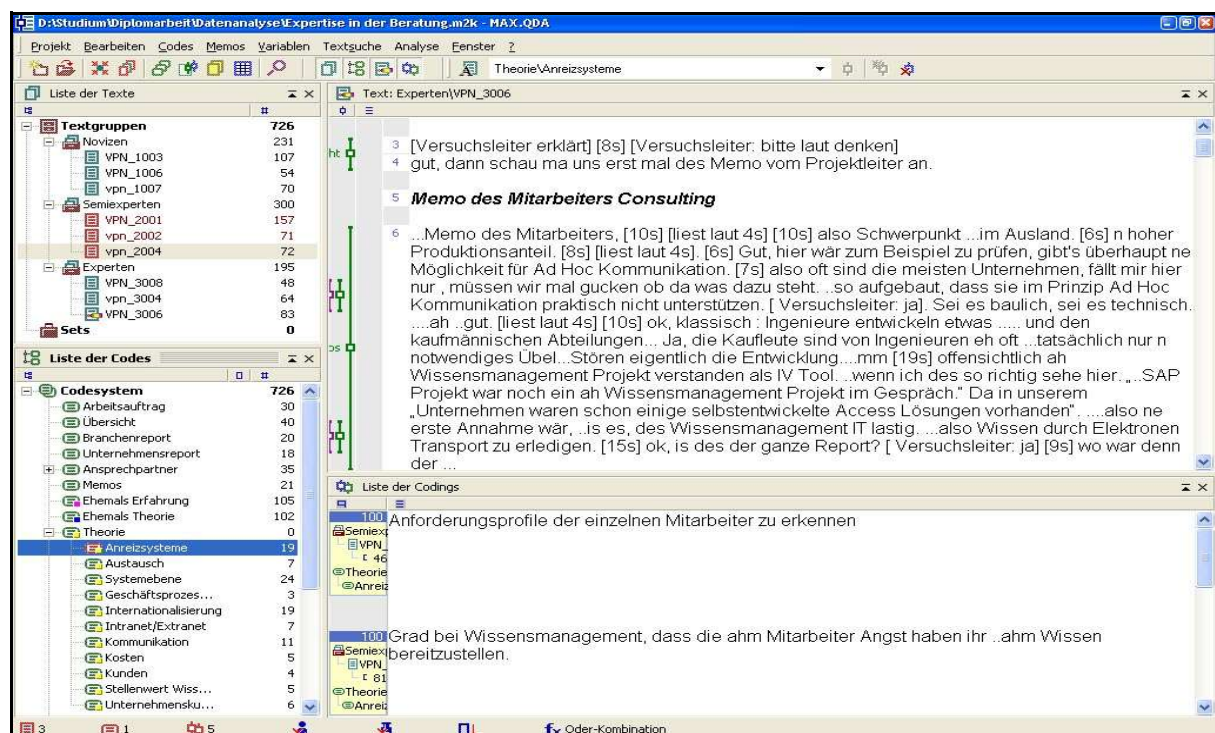 D:\Studium\Diplomarbeit\Datenanalyse\Expertise in der Beratung.m2k - MAX.QDA
Projekt Bearbeiten Codes Memos Variablen Textsuche Analyse Fenster ?
Theorie\Anreizsysteme
Liste der Texte
#
Textgruppen 726
Novizen 231
VPN_1003 107
VPN_1006 54
vpn_1007 70
Semiexperten 300
VPN_2001 157
vpn_2002 71
vpn_2004 72
Experten 195
VPN_3008 48
vpn_3004 64
VPN_3006 83
Sets 0
Liste der Codes
#
Codesystem 726
Arbeitsauftrag 30
Übersicht 40
Branchenreport 20
Unternehmensreport 18
Ansprechpartner 35
Memos 21
Ehemals Erfahrung 105
Ehemals Theorie 102
Theorie 0
Anreizsysteme 19
Austausch 7
Systemebene 24
Geschäftsprozes... 3
Internationalisierung 19
Intranet/Extranet 7
Kommunikation 11
Kosten 5
Kunden 4
Stellenwert Wiss... 5
Unternehmensku... 6
Text: Experten\VPN_3006
ht
3 [Versuchsleiter erklärt] [8s] [Versuchsleiter: bitte laut denken]
4 gut, dann schau ma uns erst mal des Memo vom Projektleiter an.
5 Memo des Mitarbeiters Consulting
6 ...Memo des Mitarbeiters, [10s] [liest laut 4s] [10s] also Schwerpunkt ...im Ausland. [6s] n hoher
Produktionsanteil. [8s] [liest laut 4s]. [6s] Gut, hier wär zum Beispiel zu prüfen, gibt's überhaupt ne
Möglichkeit für Ad Hoc Kommunikation. [7s] also oft sind die meisten Unternehmen, fällt mir hier
nur , müssen wir mal gucken ob da was dazu steht. ..so aufgebaut, dass sie im Prinzip Ad Hoc
Kommunikation praktisch nicht unterstützen. [ Versuchsleiter: ja]. Sei es baulich, sei es technisch.
....ah ..gut. [liest laut 4s] [10s] ok, klassisch : Ingenieure entwickeln etwas ..... und den
kaufmännischen Abteilungen... Ja, die Kaufleute sind von Ingenieuren eh oft ...tatsächlich nur n
os
notwendiges Übel...Stören eigentlich die Entwicklung....mm [19s] offensichtlich ah
Wissensmanagement Projekt verstanden als IV Tool. ..wenn ich des so richtig sehe hier. „..SAP
Projekt war noch ein ah Wissensmanagement Projekt im Gespräch." Da in unserem
„Unternehmen waren schon einige selbstentwickelte Access Lösungen vorhanden". ....also ne
erste Annahme wär, ..is es, des Wissensmanagement IT lastig. ...also Wissen durch Elektronen
Transport zu erledigen. [15s] ok, is des der ganze Report? [ Versuchsleiter: ja] [9s] wo war denn
der ...
Liste der Codings
100 Anforderungsprofile der einzelnen Mitarbeiter zu erkennen
Semiexp
VPN_
46
Theorie
Anreiz
100 Grad bei Wissensmanagement, dass die ahm Mitarbeiter Angst haben ihr ..ahm Wissen
bereitzustellen.
Semiexp
VPN_
81
Theorie
Anreiz
3 1 5 fx Oder-Kombination